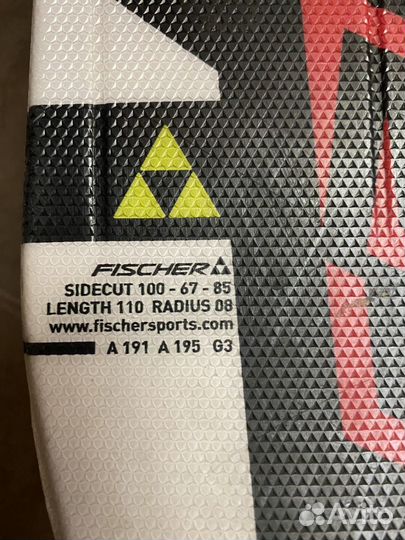 FISCHER
SIDECUT 100 - 67 - 85
LENGTH 110 RADIUS 08
www.fischersports.com
A 191 A 195 G3
Avito